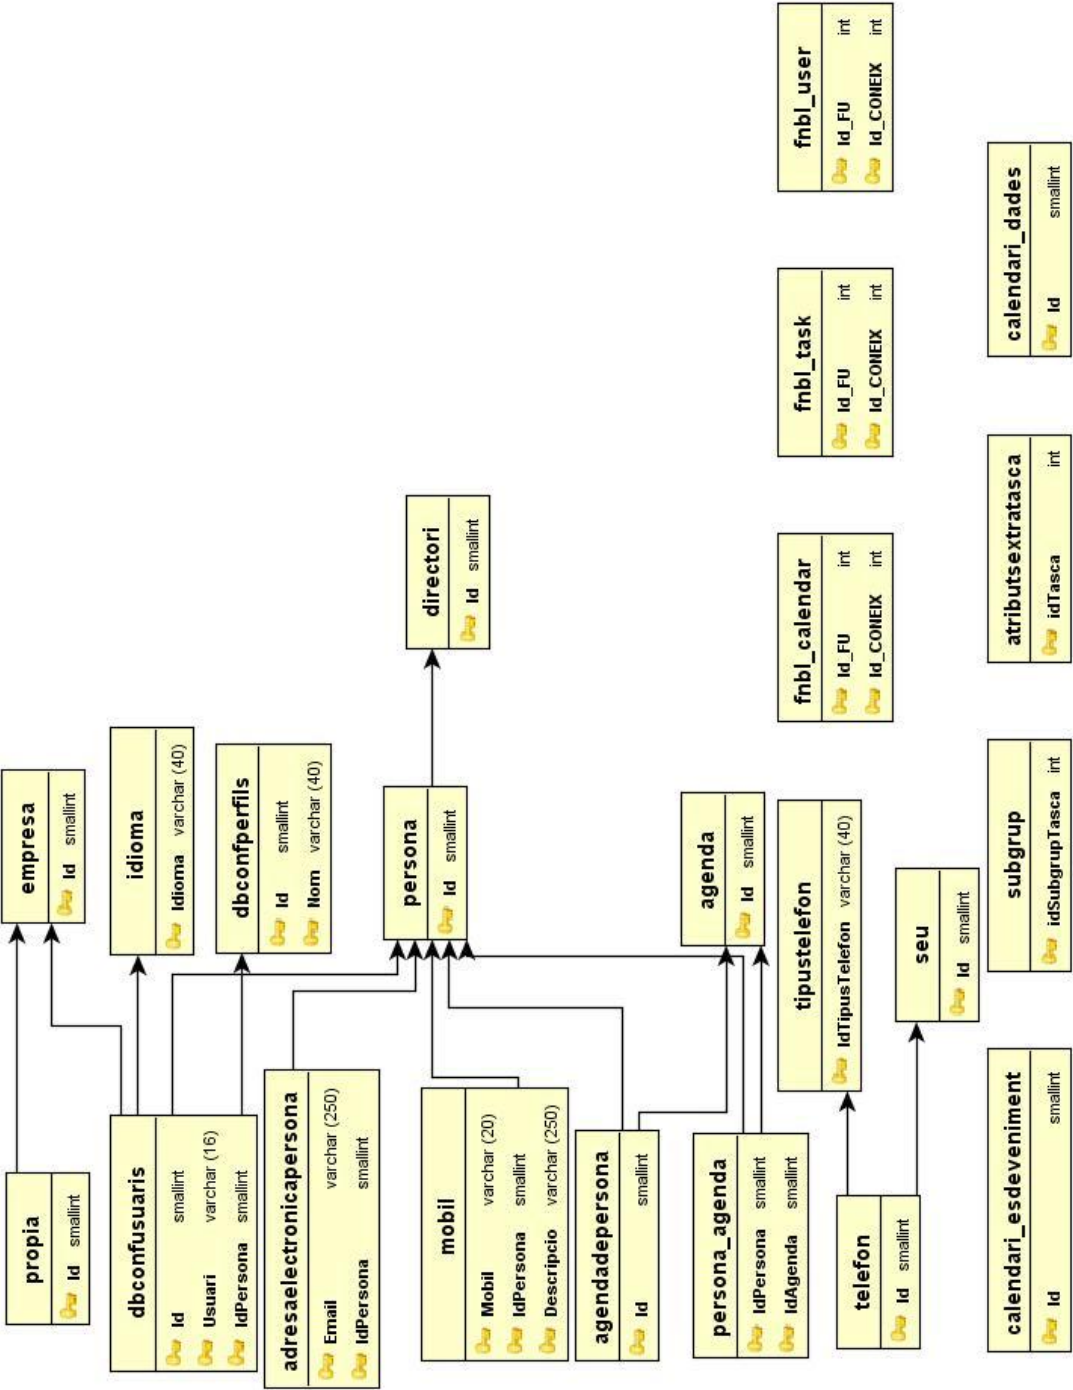 propia
Id smallint
empresa
Id smallint
dbconfusuaris
Id smallint
Usuari varchar (16)
IdPersona smallint
idioma
Idioma varchar (40)
dbconfperfils
Id smallint
Nom varchar (40)
adresaelectronicapersona
Email varchar (250)
IdPersona smallint
persona
Id smallint
directori
Id smallint
mobil
Mobil varchar (20)
IdPersona smallint
Descripcio varchar (250)
agendadepersona
Id smallint
agenda
Id smallint
persona_agenda
IdPersona smallint
IdAgenda smallint
tipustelefon
IdTipusTelefon varchar (40)
fnbl_calendar
Id_FU int
Id_CONEIX int
fnbl_task
Id_FU int
Id_CONEIX int
fnbl_user
Id_FU int
Id_CONEIX int
telefon
Id smallint
seu
Id smallint
calendari_esdeveniment
Id smallint
subgrup
idSubgrupTasca int
atributsextratasca
idTasca int
calendari_dades
Id smallint